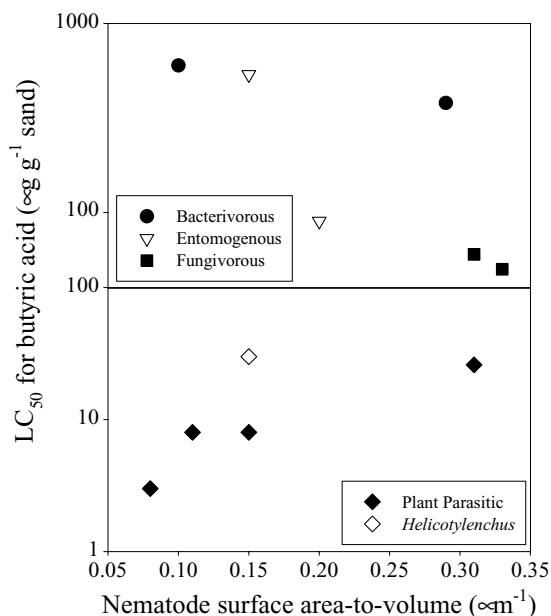 1000
100
Bacterivorous
Entomogenous
Fungivorous
100
10
Plant Parasitic
Helicotylenchus
1
0.05 0.10 0.15 0.20 0.25 0.30 0.35
LC50 for butyric acid (∝g g-1 sand)
Nematode surface area-to-volume (∝m-1)